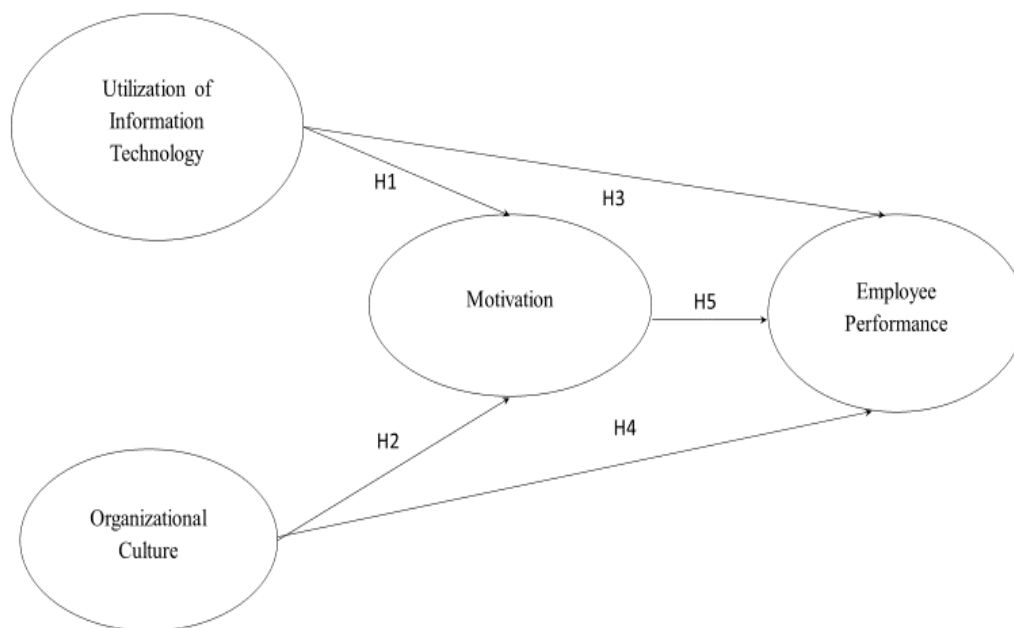 Utilization of
Information
Technology
H1
H3
Motivation
H5
Employee
Performance
H2
H4
Organizational
Culture